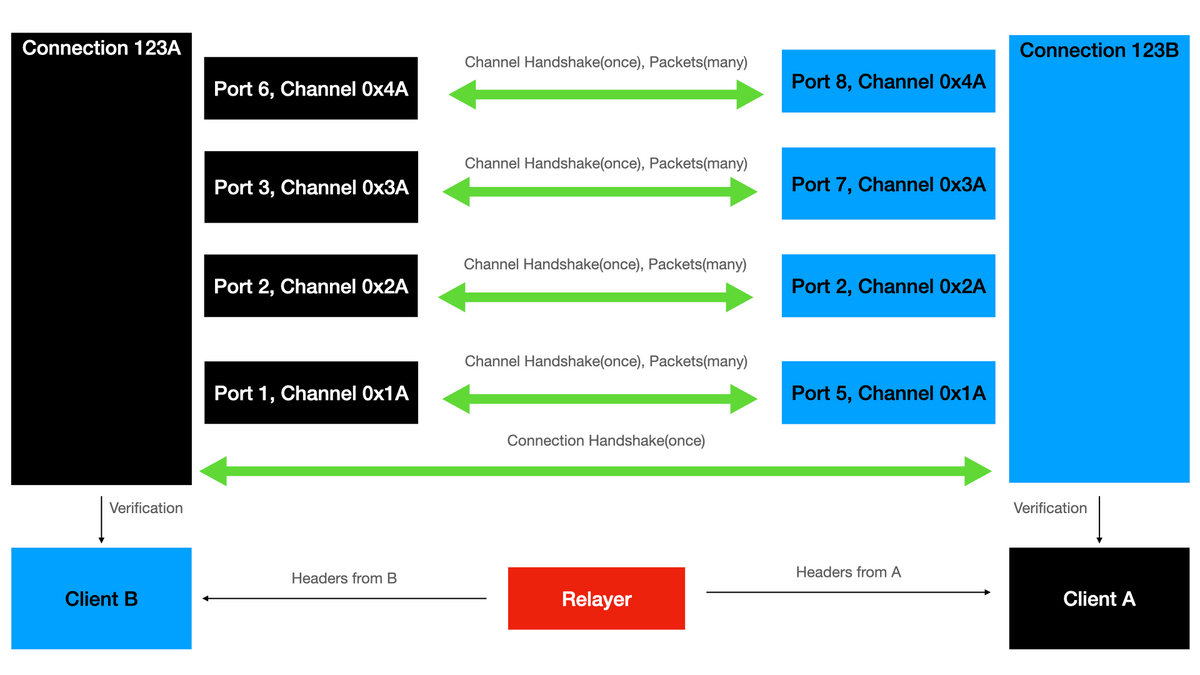 Connection 123A
Connection 123B
Channel Handshake(once), Packets(many)
Port 6, Channel 0x4A
Port 8, Channel 0x4A
Channel Handshake(once), Packets(many)
Port 3, Channel 0x3A
Port 7, Channel 0x3A
Channel Handshake(once), Packets(many)
Port 2, Channel 0x2A
Port 2, Channel 0x2A
Channel Handshake(once), Packets(many)
Port 1, Channel 0x1A
Port 5, Channel 0x1A
Connection Handshake(once)
Verification
Verification
Headers from B
Headers from A
Client B
Relayer
Client A